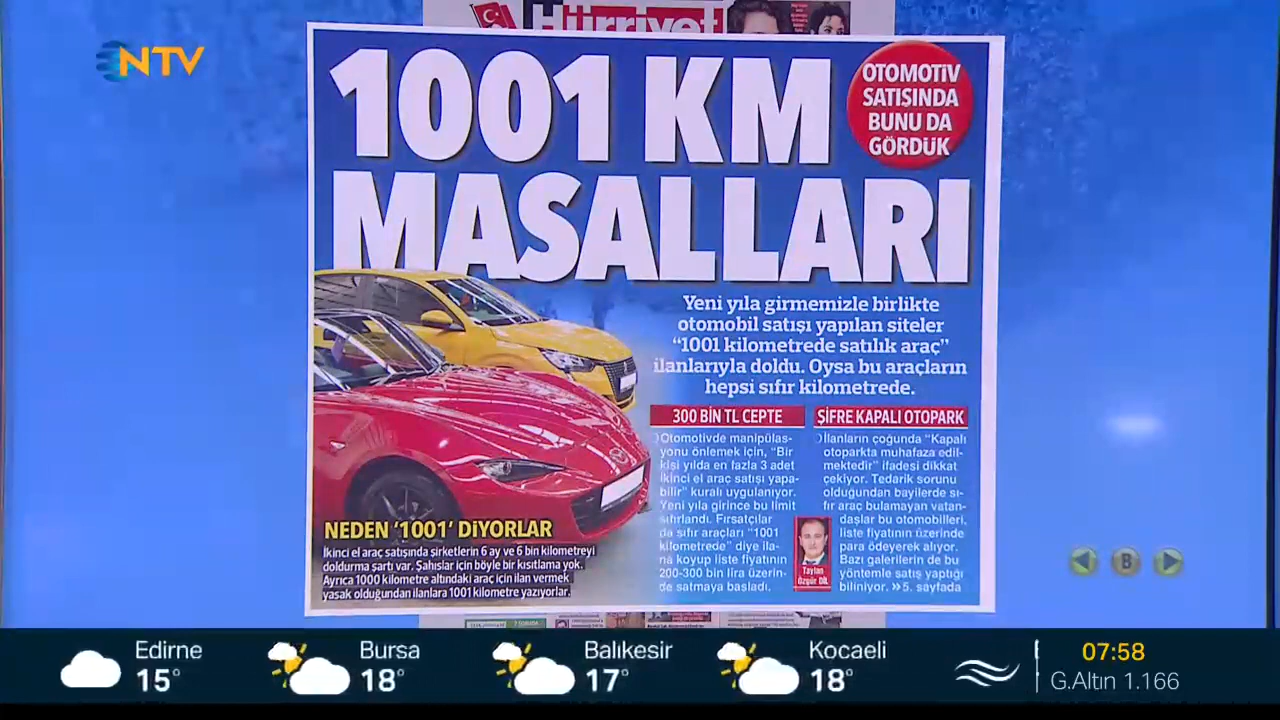 Hürriyet
NTV
1001 KM
MASALLARI
OTOMOTİV
SATIŞINDA
BUNU DA
GÖRDÜK
Yeni yıla girmemizle birlikte
otomobil satışı yapılan siteler
“1001 kilometrede satılık araç”
ilanlarıyla doldu. Oysa bu araçların
hepsi sıfır kilometrede.
NEDEN ‘1001’ DİYORLAR
İkinci el araç satışında şirketlerin 6 ay ve 6 bin kilometreyi
doldurma şartı var. Şahıslar için böyle bir kısıtlama yok.
Ayrıca 1000 kilometre altındaki araç için ilan vermek
yasak olduğundan ilanlara 1001 kilometre yazıyorlar.
300 BİN TL CEPTE
Otomotivde manipülas-
yonu önlemek için, “Bir
kişi yılda en fazla 3 adet
ikinci el araç satışı yapa-
bilir” kuralı uygulanıyor.
Yeni yıla girince bu limit
sıfırlandı. Fırsatçılar
da sıfır araçları “1001
kilometrede” diye ila-
na koyup liste fiyatının
200-300 bin lira üzerin-
de satmaya başladı.
ŞİFRE KAPALI OTOPARK
İlanların çoğunda “Kapalı
otoparkta muhafaza edil-
mektedir” ifadesi dikkat
çekiyor. Tedarik sorunu
olduğundan bayilerde sı-
fır araç bulamayan vatan-
daşlar bu otomobilleri,
liste fiyatının üzerinde
para ödeyerek alıyor.
Bazı galerilerin de bu
yöntemle satış yaptığı
biliniyor. »5. sayfada
Taylan
Özgür DİL
B
Edirne
15°
Bursa
18°
Balıkesir
17°
Kocaeli
18°
07:58
G.Altın 1.166